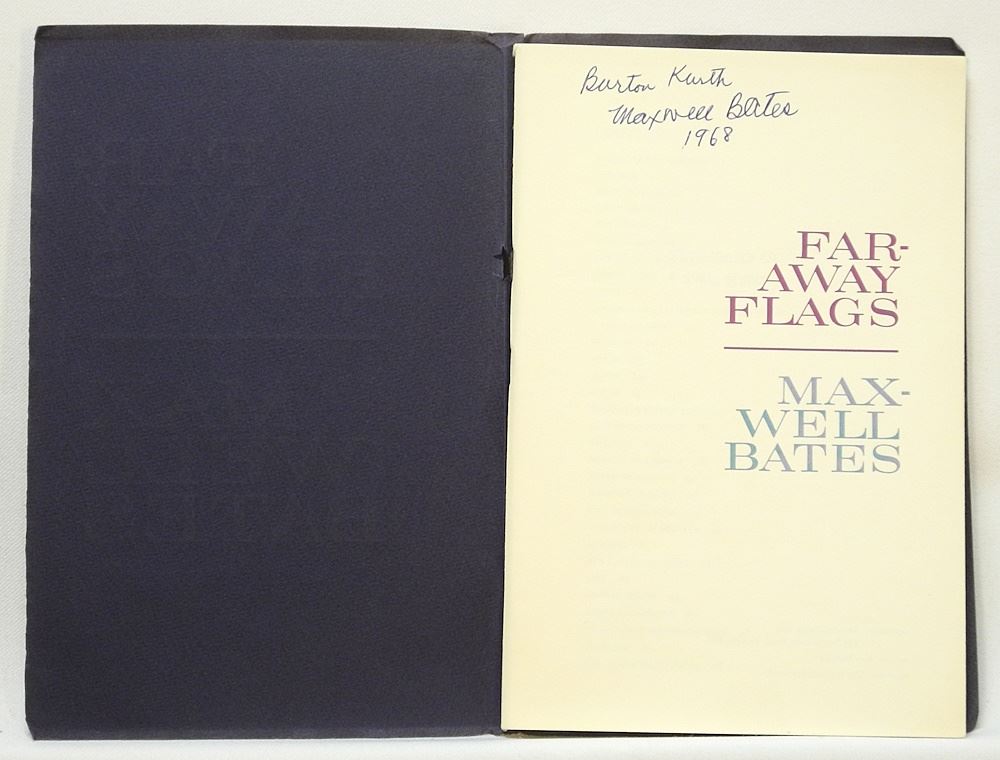 Burton Kurth
Maxwell Bates
1968
FAR-
AWAY
FLAGS
MAX-
WELL
BATES